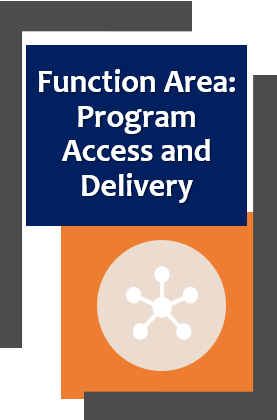 Function Area:
Program
Access and
Delivery